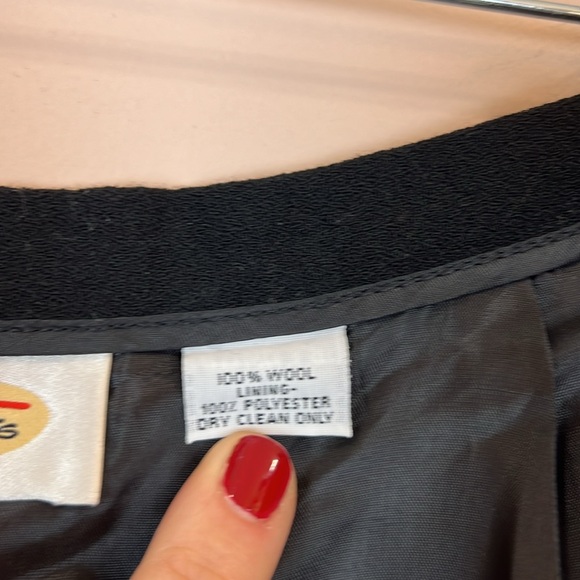 100% WOOL
LINING-
100% POLYESTER
DRY CLEAN ONLY